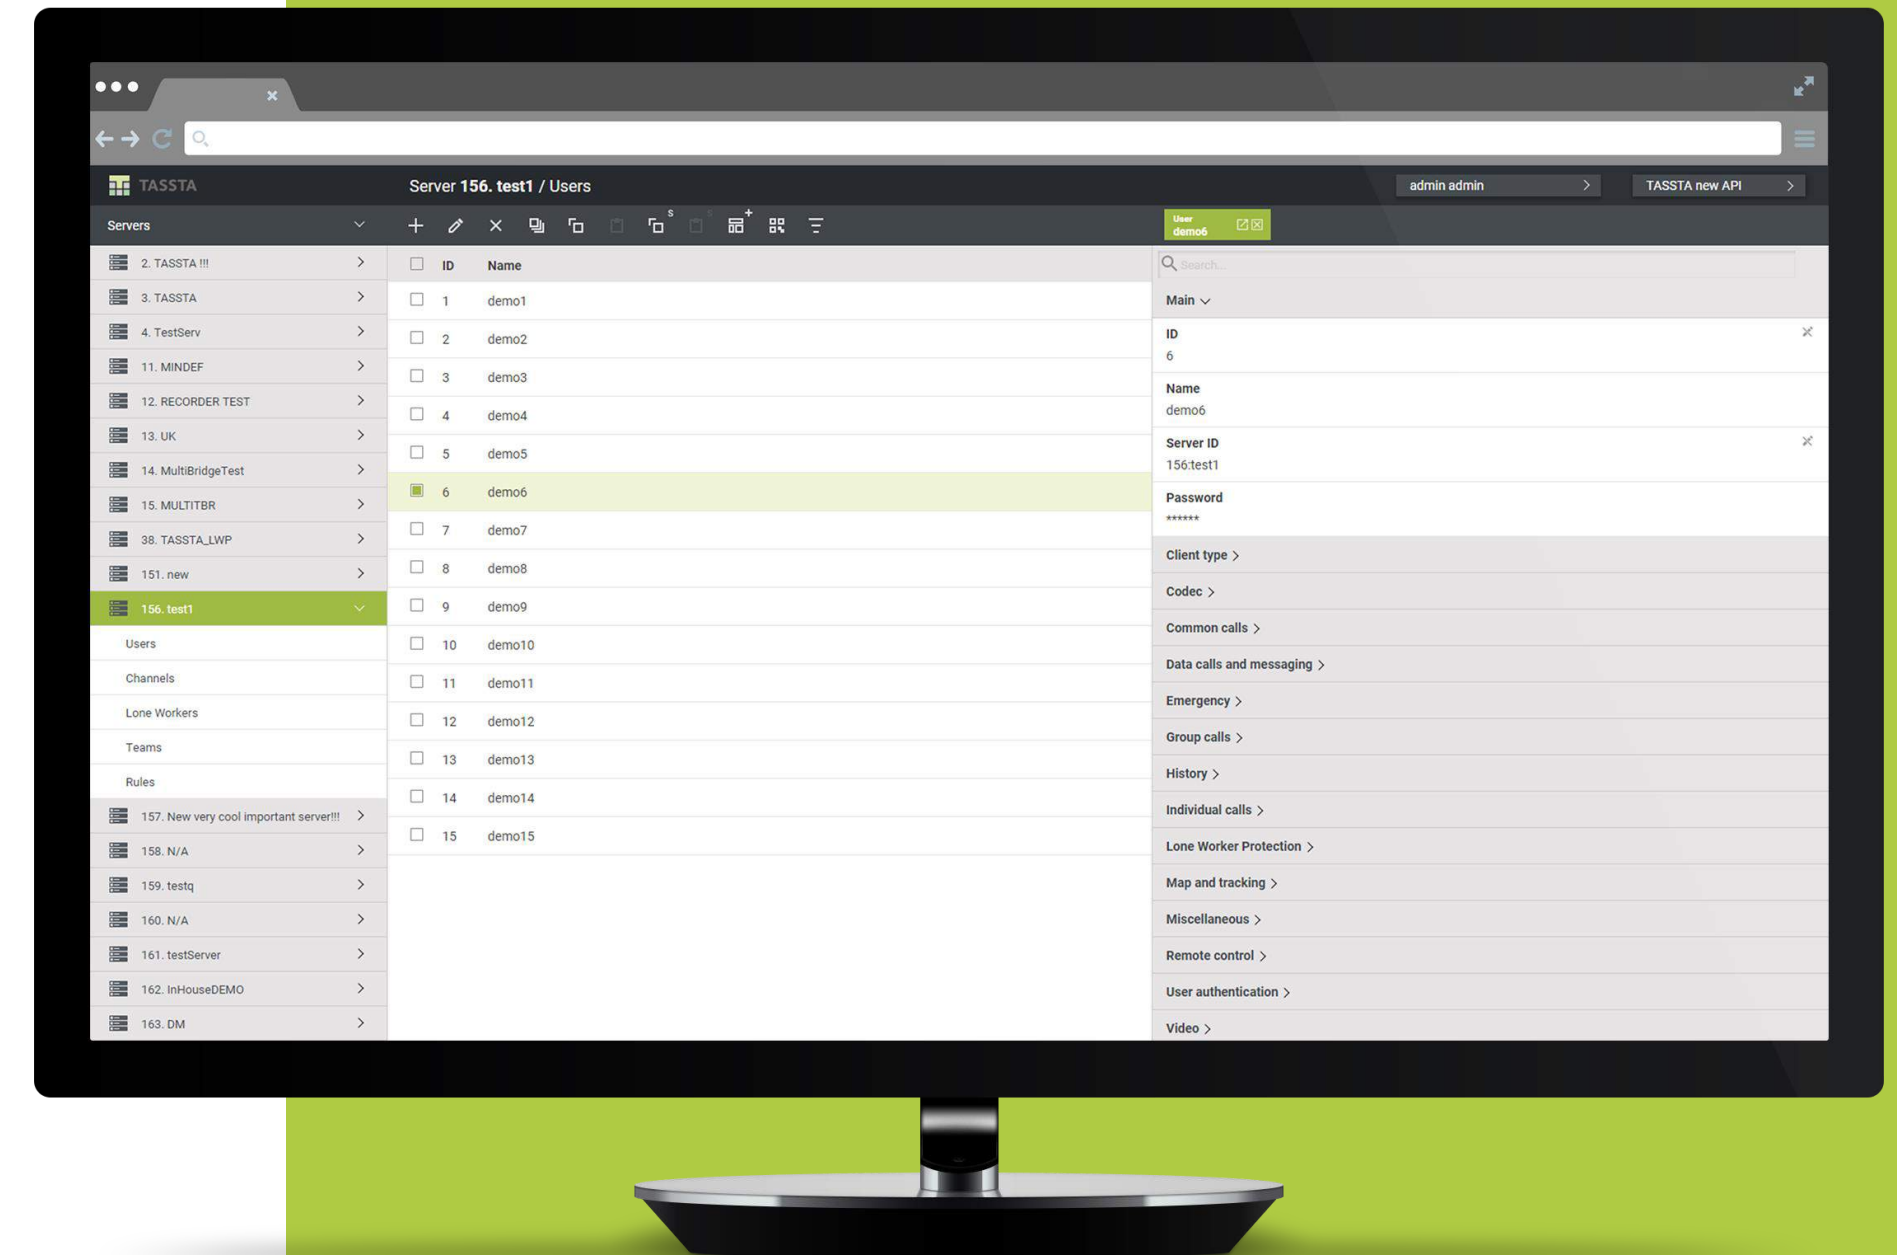 TASSTA
Server 156. test1 / Users
admin admin
TASSTA new API
Servers
S
S
User
demo6
2. TASSTA !!!
3. TASSTA
4. TestServ
11. MINDEF
12. RECORDER TEST
13. UK
14. MultiBridgeTest
15. MULTITBR
38. TASSTA_LWP
151. new
156. test1
Users
Channels
Lone Workers
Teams
Rules
157. New very cool important server!!!
158. N/A
159. testq
160. N/A
161. testServer
162. InHouseDEMO
163. DM
ID Name
1 demo1
2 demo2
3 demo3
4 demo4
5 demo5
6 demo6
7 demo7
8 demo8
9 demo9
10 demo10
11 demo11
12 demo12
13 demo13
14 demo14
15 demo15
Search...
Main
ID
6
Name
demo6
Server ID
156:test1
Password
******
Client type
Codec
Common calls
Data calls and messaging
Emergency
Group calls
History
Individual calls
Lone Worker Protection
Map and tracking
Miscellaneous
Remote control
User authentication
Video